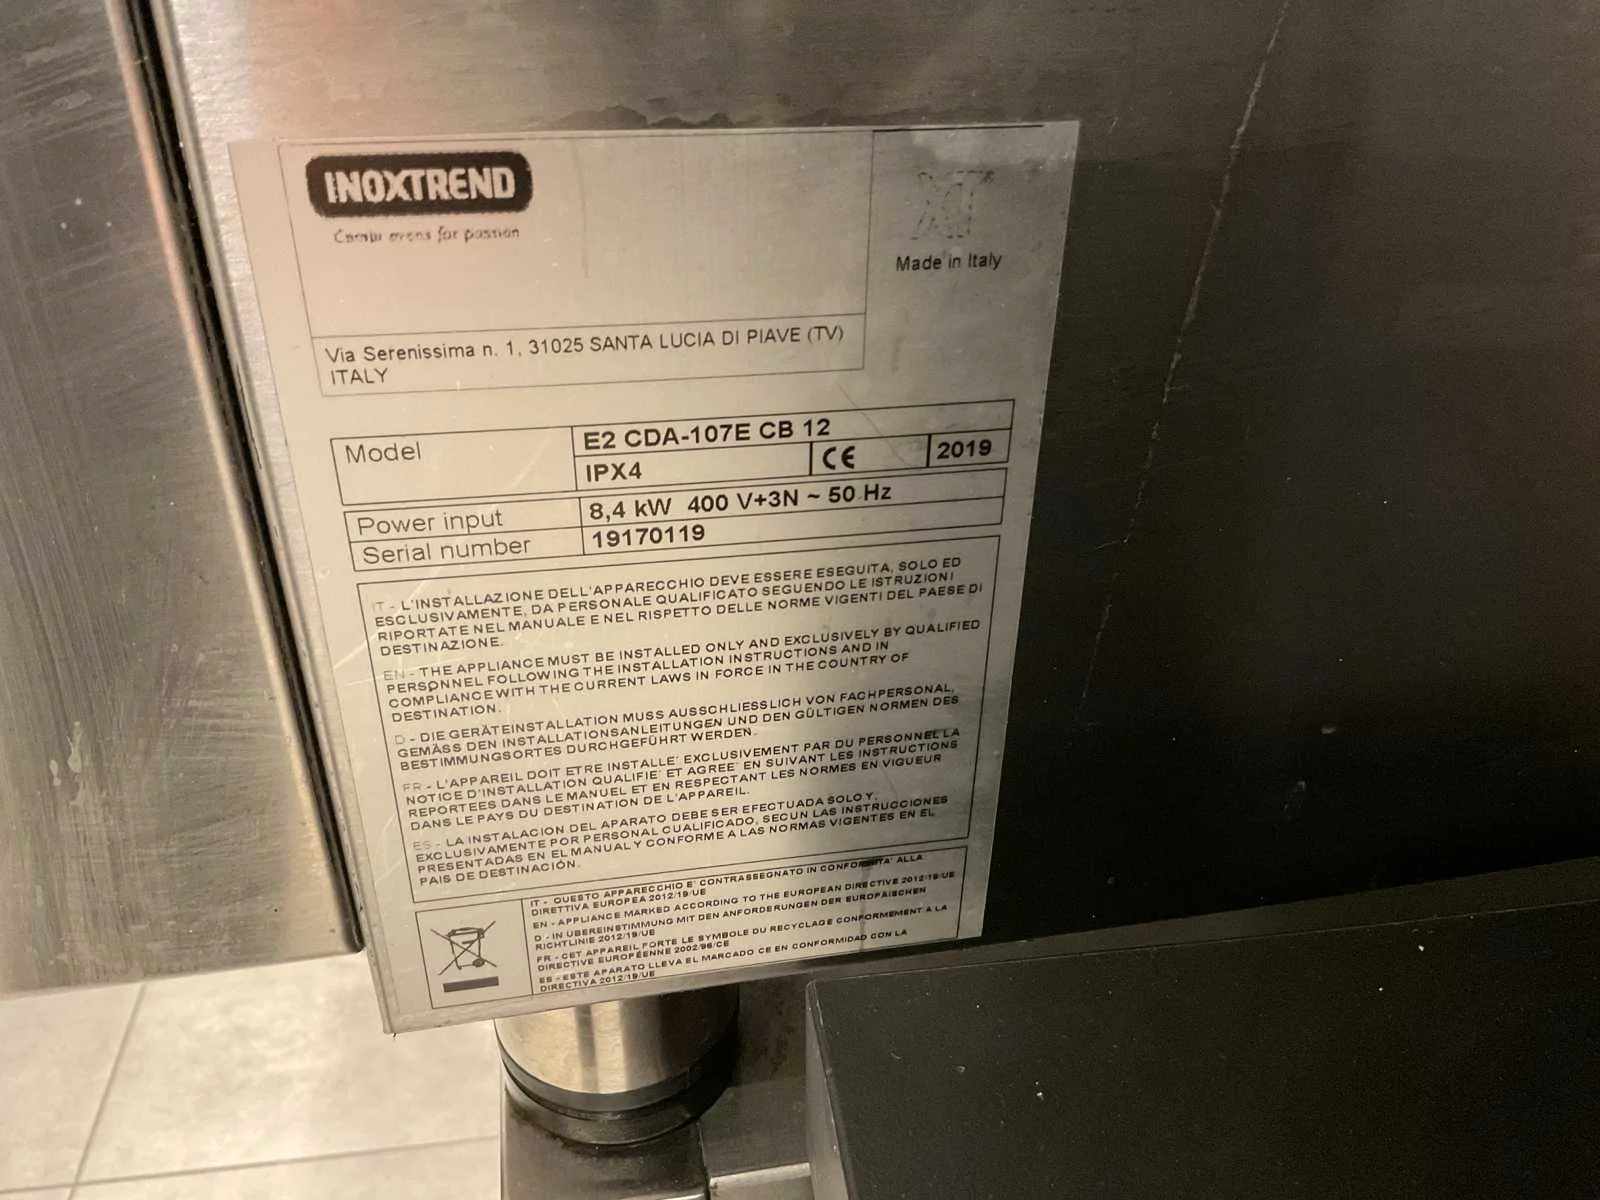 INOXTREND
Combi ovens for passion
Made in Italy
Via Serenissima n. 1, 31025 SANTA LUCIA DI PIAVE (TV)
ITALY
Model
E2 CDA-107E CB 12
IPX4
CE
2019
Power input
8,4 kW 400 V+3N ~ 50 Hz
Serial number
19170119
IT - L'INSTALLAZIONE DELL'APPARECCHIO DEVE ESSERE ESEGUITA, SOLO ED
ESCLUSIVAMENTE, DA PERSONALE QUALIFICATO SEGUENDO LE ISTRUZIONI
RIPORTATE NEL MANUALE E NEL RISPETTO DELLE NORME VIGENTI DEL PAESE DI
DESTINAZIONE.
EN - THE APPLIANCE MUST BE INSTALLED ONLY AND EXCLUSIVELY BY QUALIFIED
PERSONNEL FOLLOWING THE INSTALLATION INSTRUCTIONS AND IN
COMPLIANCE WITH THE CURRENT LAWS IN FORCE IN THE COUNTRY OF
DESTINATION.
D - DIE GERÄTEINSTALLATION MUSS AUSSCHLIESSLICH VON FACHPERSONAL,
GEMÄSS DEN INSTALLATIONSANLEITUNGEN UND DEN GÜLTIGEN NORMEN DES
BESTIMMUNGSORTES DURCHGEFÜHRT WERDEN.
FR - L'APPAREIL DOIT ETRE INSTALLE' EXCLUSIVEMENT PAR DU PERSONNEL LA
NOTICE D'INSTALLATION QUALIFIE' ET AGREE' EN SUIVANT LES INSTRUCTIONS
REPORTEES DANS LE MANUEL ET EN RESPECTANT LES NORMES EN VIGUEUR
DANS LE PAYS DU DESTINATION DE L'APPAREIL.
ES - LA INSTALACION DEL APARATO DEBE SER EFECTUADA SOLO Y,
EXCLUSIVAMENTE POR PERSONAL CUALIFICADO, SECUN LAS INSTRUCCIONES
PRESENTADAS EN EL MANUAL Y CONFORME A LAS NORMAS VIGENTES EN EL
PAIS DE DESTINACIÓN.
IT - QUESTO APPARECCHIO E' CONTRASSEGNATO IN CONFORMITA' ALLA
DIRETTIVA EUROPEA 2012/19/UE
EN - APPLIANCE MARKED ACCORDING TO THE EUROPEAN DIRECTIVE 2012/19/UE
D - IN UBEREINSTIMMUNG MIT DEN ANFORDERUNGEN DER EUROPÄISCHEN
RICHTLINIE 2012/19/UE
FR - CET APPAREIL PORTE LE SYMBOLE DU RECYCLAGE CONFORMEMENT A LA
DIRECTIVE EUROPÉENNE 2002/96/CE
ES - ESTE APARATO LLEVA EL MARCADO CE EN CONFORMIDAD CON LA
DIRECTIVA 2012/19/UE